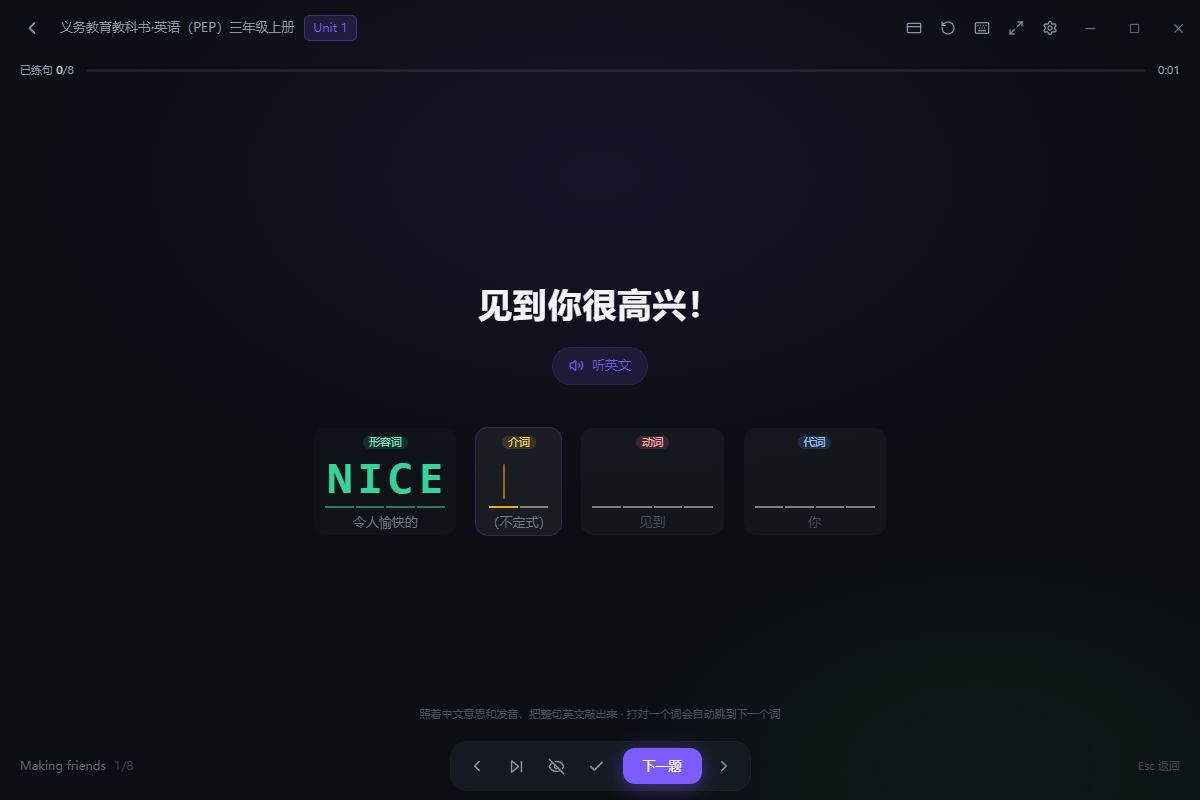 义务教育教科书·英语（PEP）三年级上册 Unit 1
已练句 0/8 0:01
见到你很高兴！
听英文
形容词 介词 动词 代词
NICE
令人愉快的 （不定式） 见到 你
照着中文意思和发音，把整句英文敲出来 · 打对一个词会自动跳到下一个词
Making friends 1/8 下一题 Esc 返回